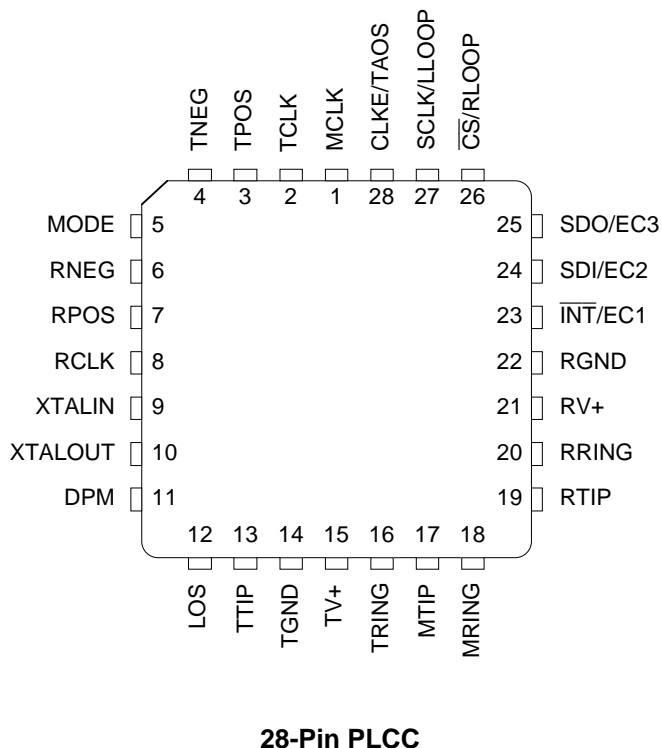 TNEG
TPOS
TCLK
MCLK
CLKE/TAOS
SCLK/LLOOP
C̅S̅/RLOOP
4 3 2 1 28 27 26
MODE 5 25 SDO/EC3
RNEG 6 24 SDI/EC2
RPOS 7 23 I̅N̅T̅/EC1
RCLK 8 22 RGND
XTALIN 9 21 RV+
XTALOUT 10 20 RRING
DPM 11 19 RTIP
12 13 14 15 16 17 18
LOS
TTIP
TGND
TV+
TRING
MTIP
MRING
28-Pin PLCC